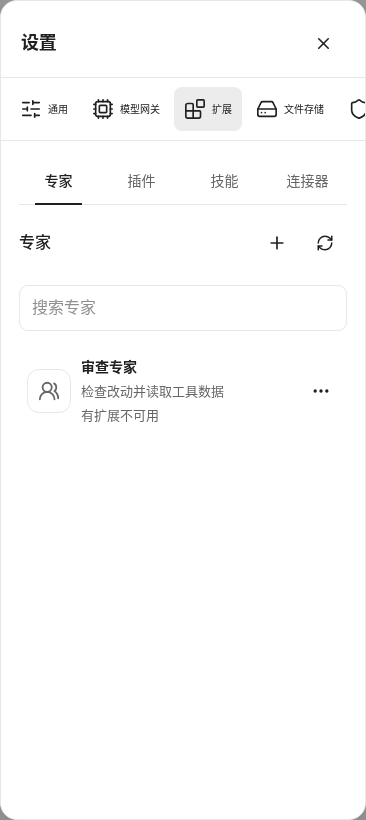 设置
通用
模型网关
扩展
文件存储
专家
插件
技能
连接器
专家
搜索专家
审查专家
检查改动并读取工具数据
有扩展不可用